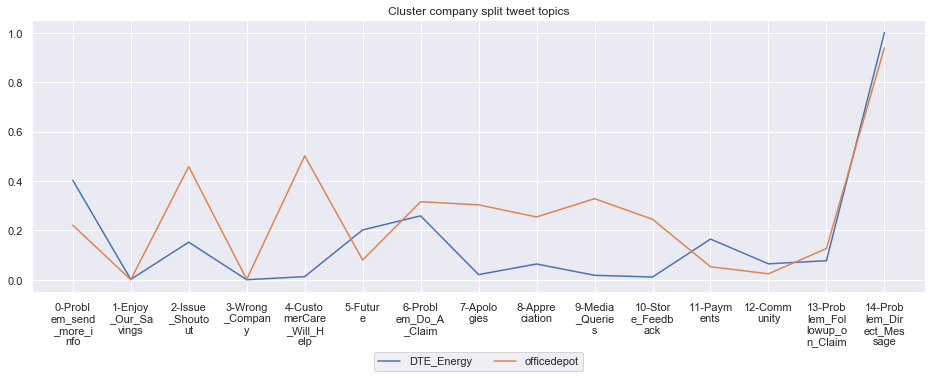 Cluster company split tweet topics
1.0
0.8
0.6
0.4
0.2
0.0
0-Probl
em_send
_more_i
nfo
1-Enjoy
_Our_Sa
vings
2-Issue
_Shouto
ut
3-Wrong
_Compan
y
4-Custo
merCare
_Will_H
elp
5-Futur
e
6-Probl
em_Do_A
_Claim
7-Apolo
gies
8-Appre
ciation
9-Media
_Querie
s
10-Stor
e_Feedb
ack
11-Paym
ents
12-Comm
unity
13-Prob
lem_Fol
lowup_o
n_Claim
14-Prob
lem_Dir
ect_Mes
sage
DTE_Energy
officedepot